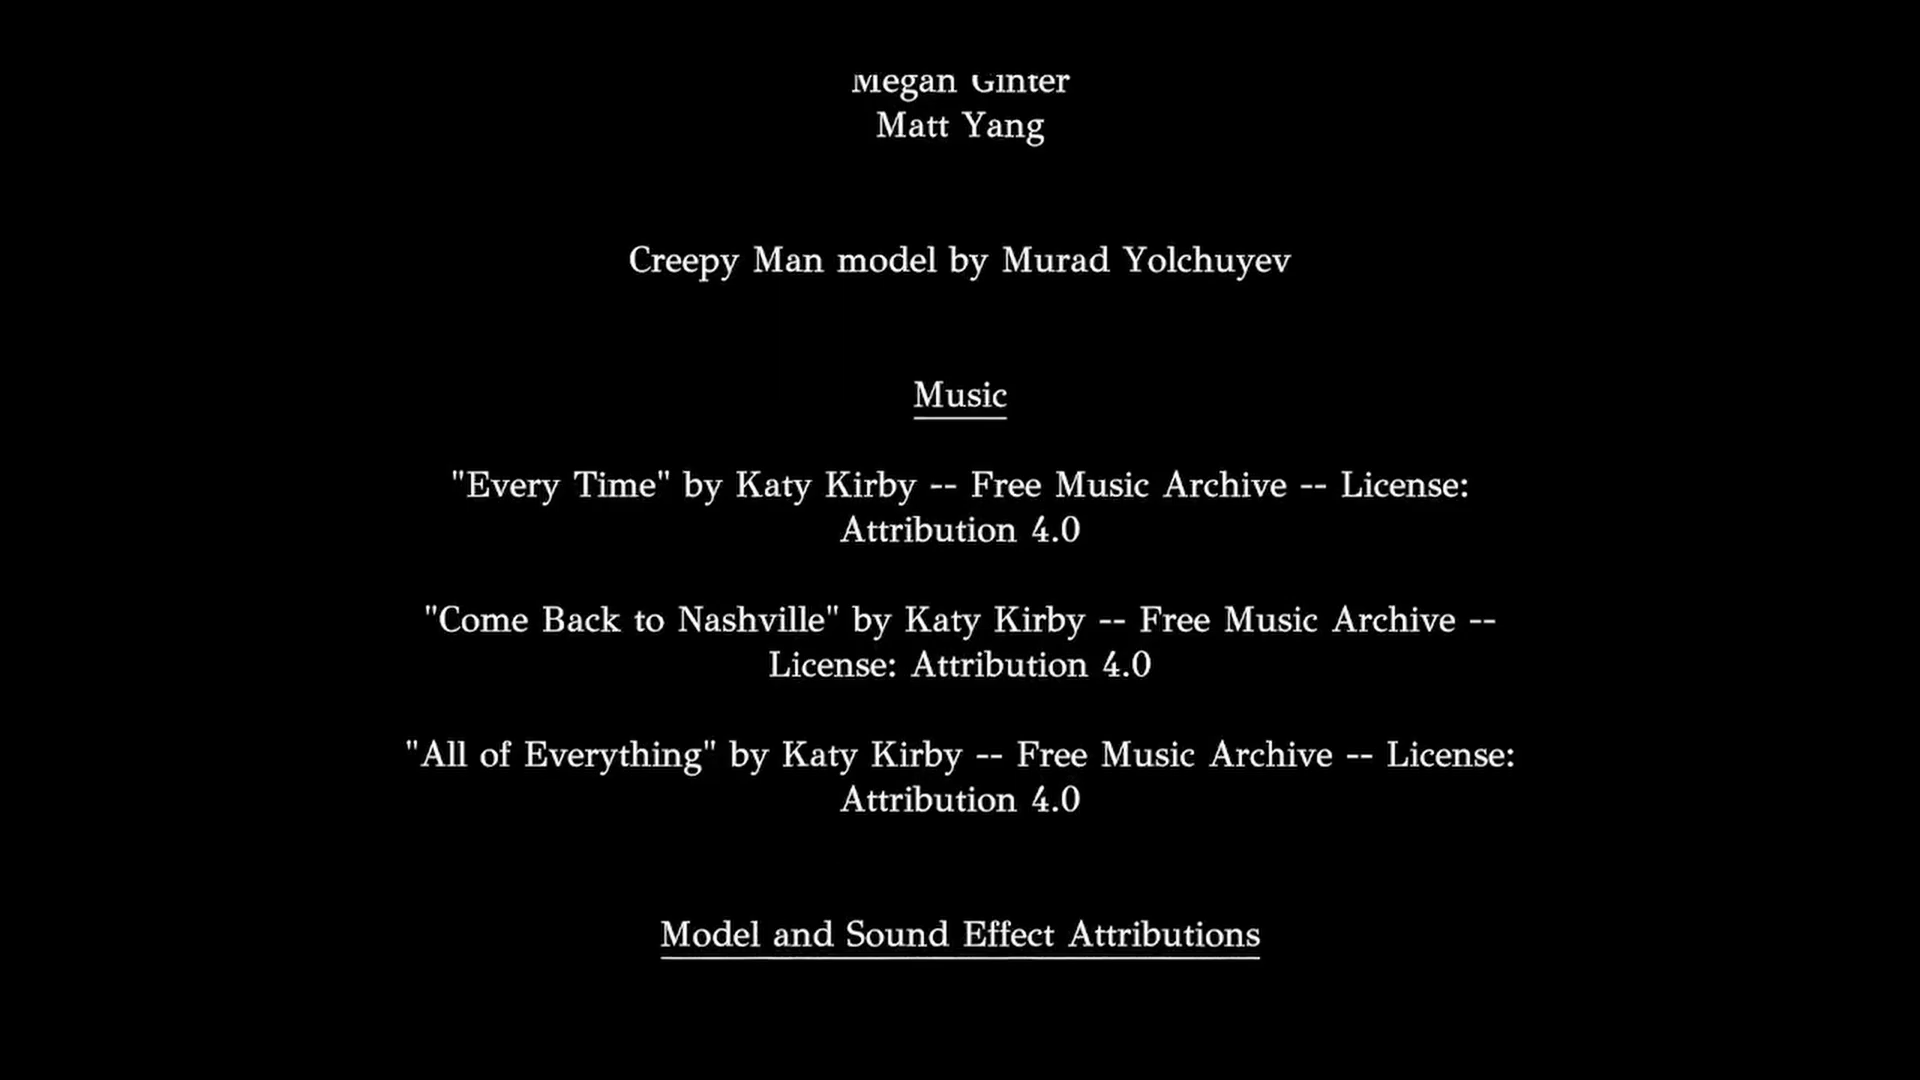 Megan Ginter
Matt Yang
Creepy Man model by Murad Yolchuyev
Music
"Every Time" by Katy Kirby -- Free Music Archive -- License:
Attribution 4.0
"Come Back to Nashville" by Katy Kirby -- Free Music Archive --
License: Attribution 4.0
"All of Everything" by Katy Kirby -- Free Music Archive -- License:
Attribution 4.0
Model and Sound Effect Attributions